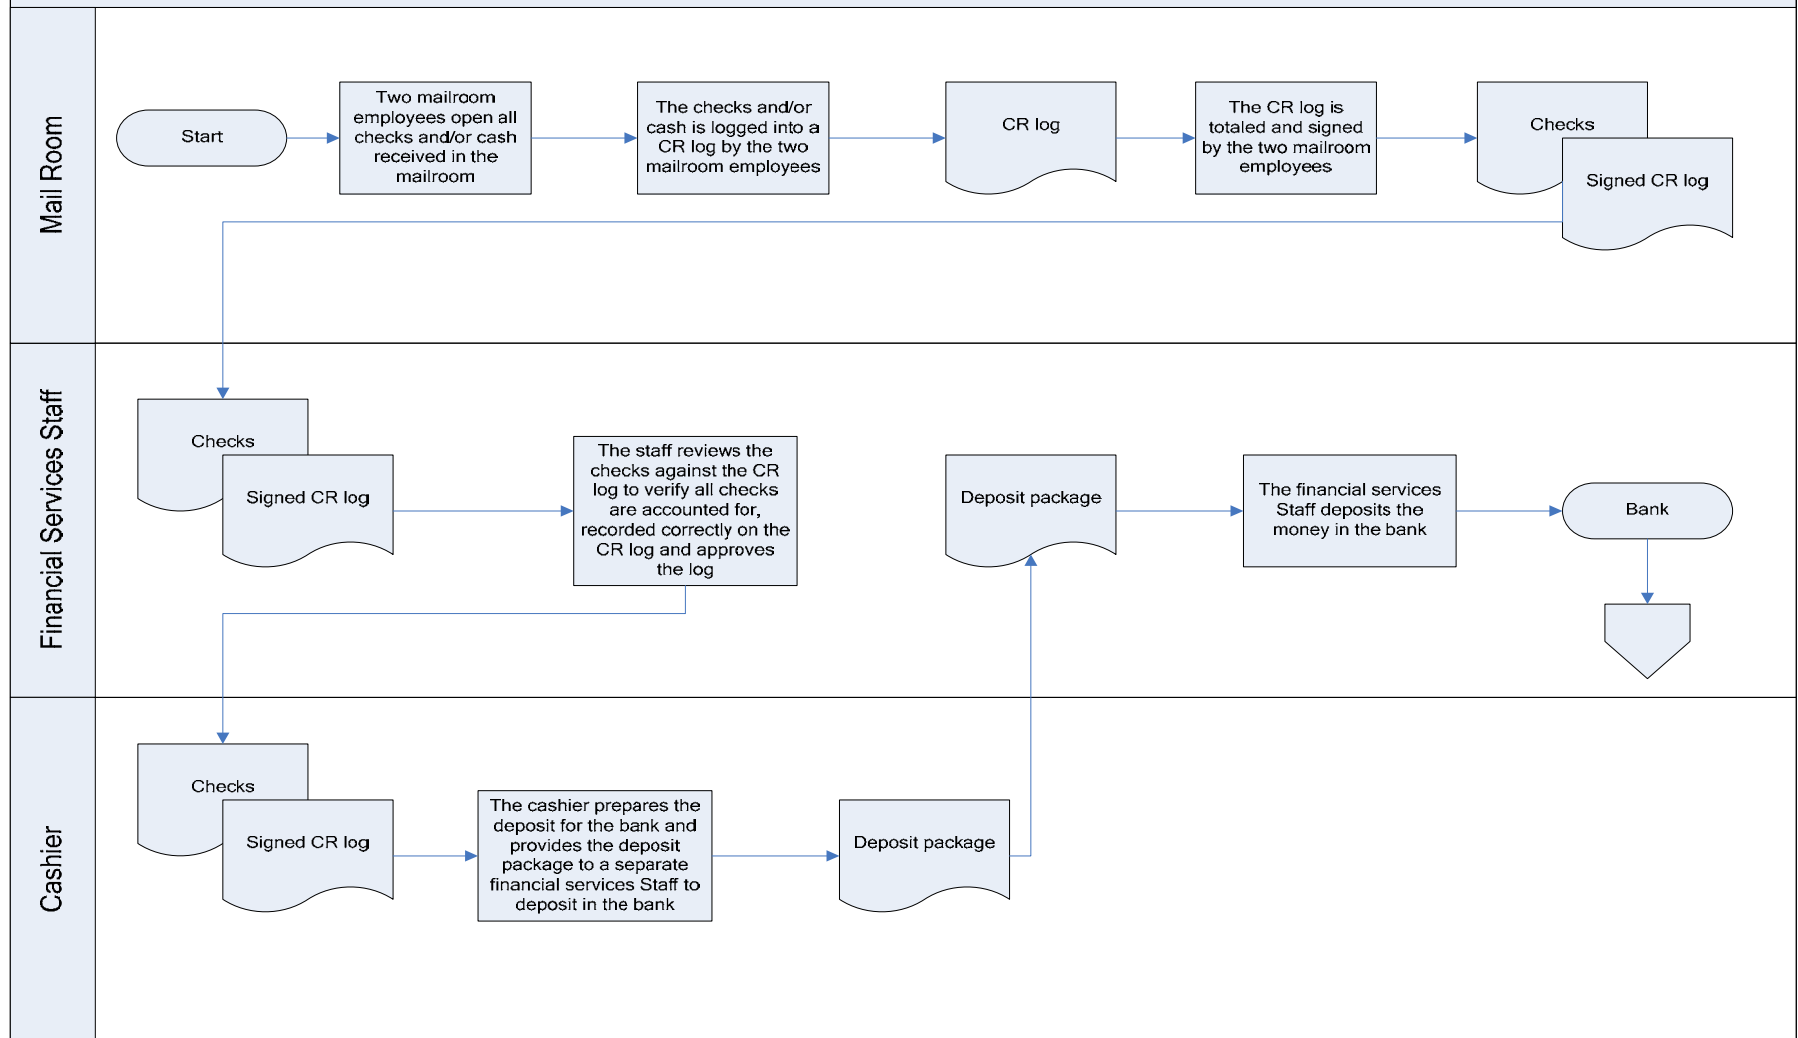 Mail Room
Start
Two mailroom
employees open all
checks and/or cash
received in the
mailroom
The checks and/or
cash is logged into a
CR log by the two
mailroom employees
CR log
The CR log is
totaled and signed
by the two mailroom
employees
Checks
Signed CR log
Financial Services Staff
Checks
Signed CR log
The staff reviews the
checks against the CR
log to verify all checks
are accounted for,
recorded correctly on the
CR log and approves
the log
Deposit package
The financial services
Staff deposits the
money in the bank
Bank
Cashier
Checks
Signed CR log
The cashier prepares the
deposit for the bank and
provides the deposit
package to a separate
financial services Staff to
deposit in the bank
Deposit package